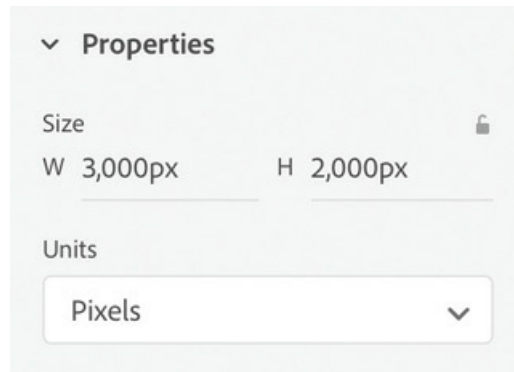 Properties
Size
W 3,000px H 2,000px
Units
Pixels